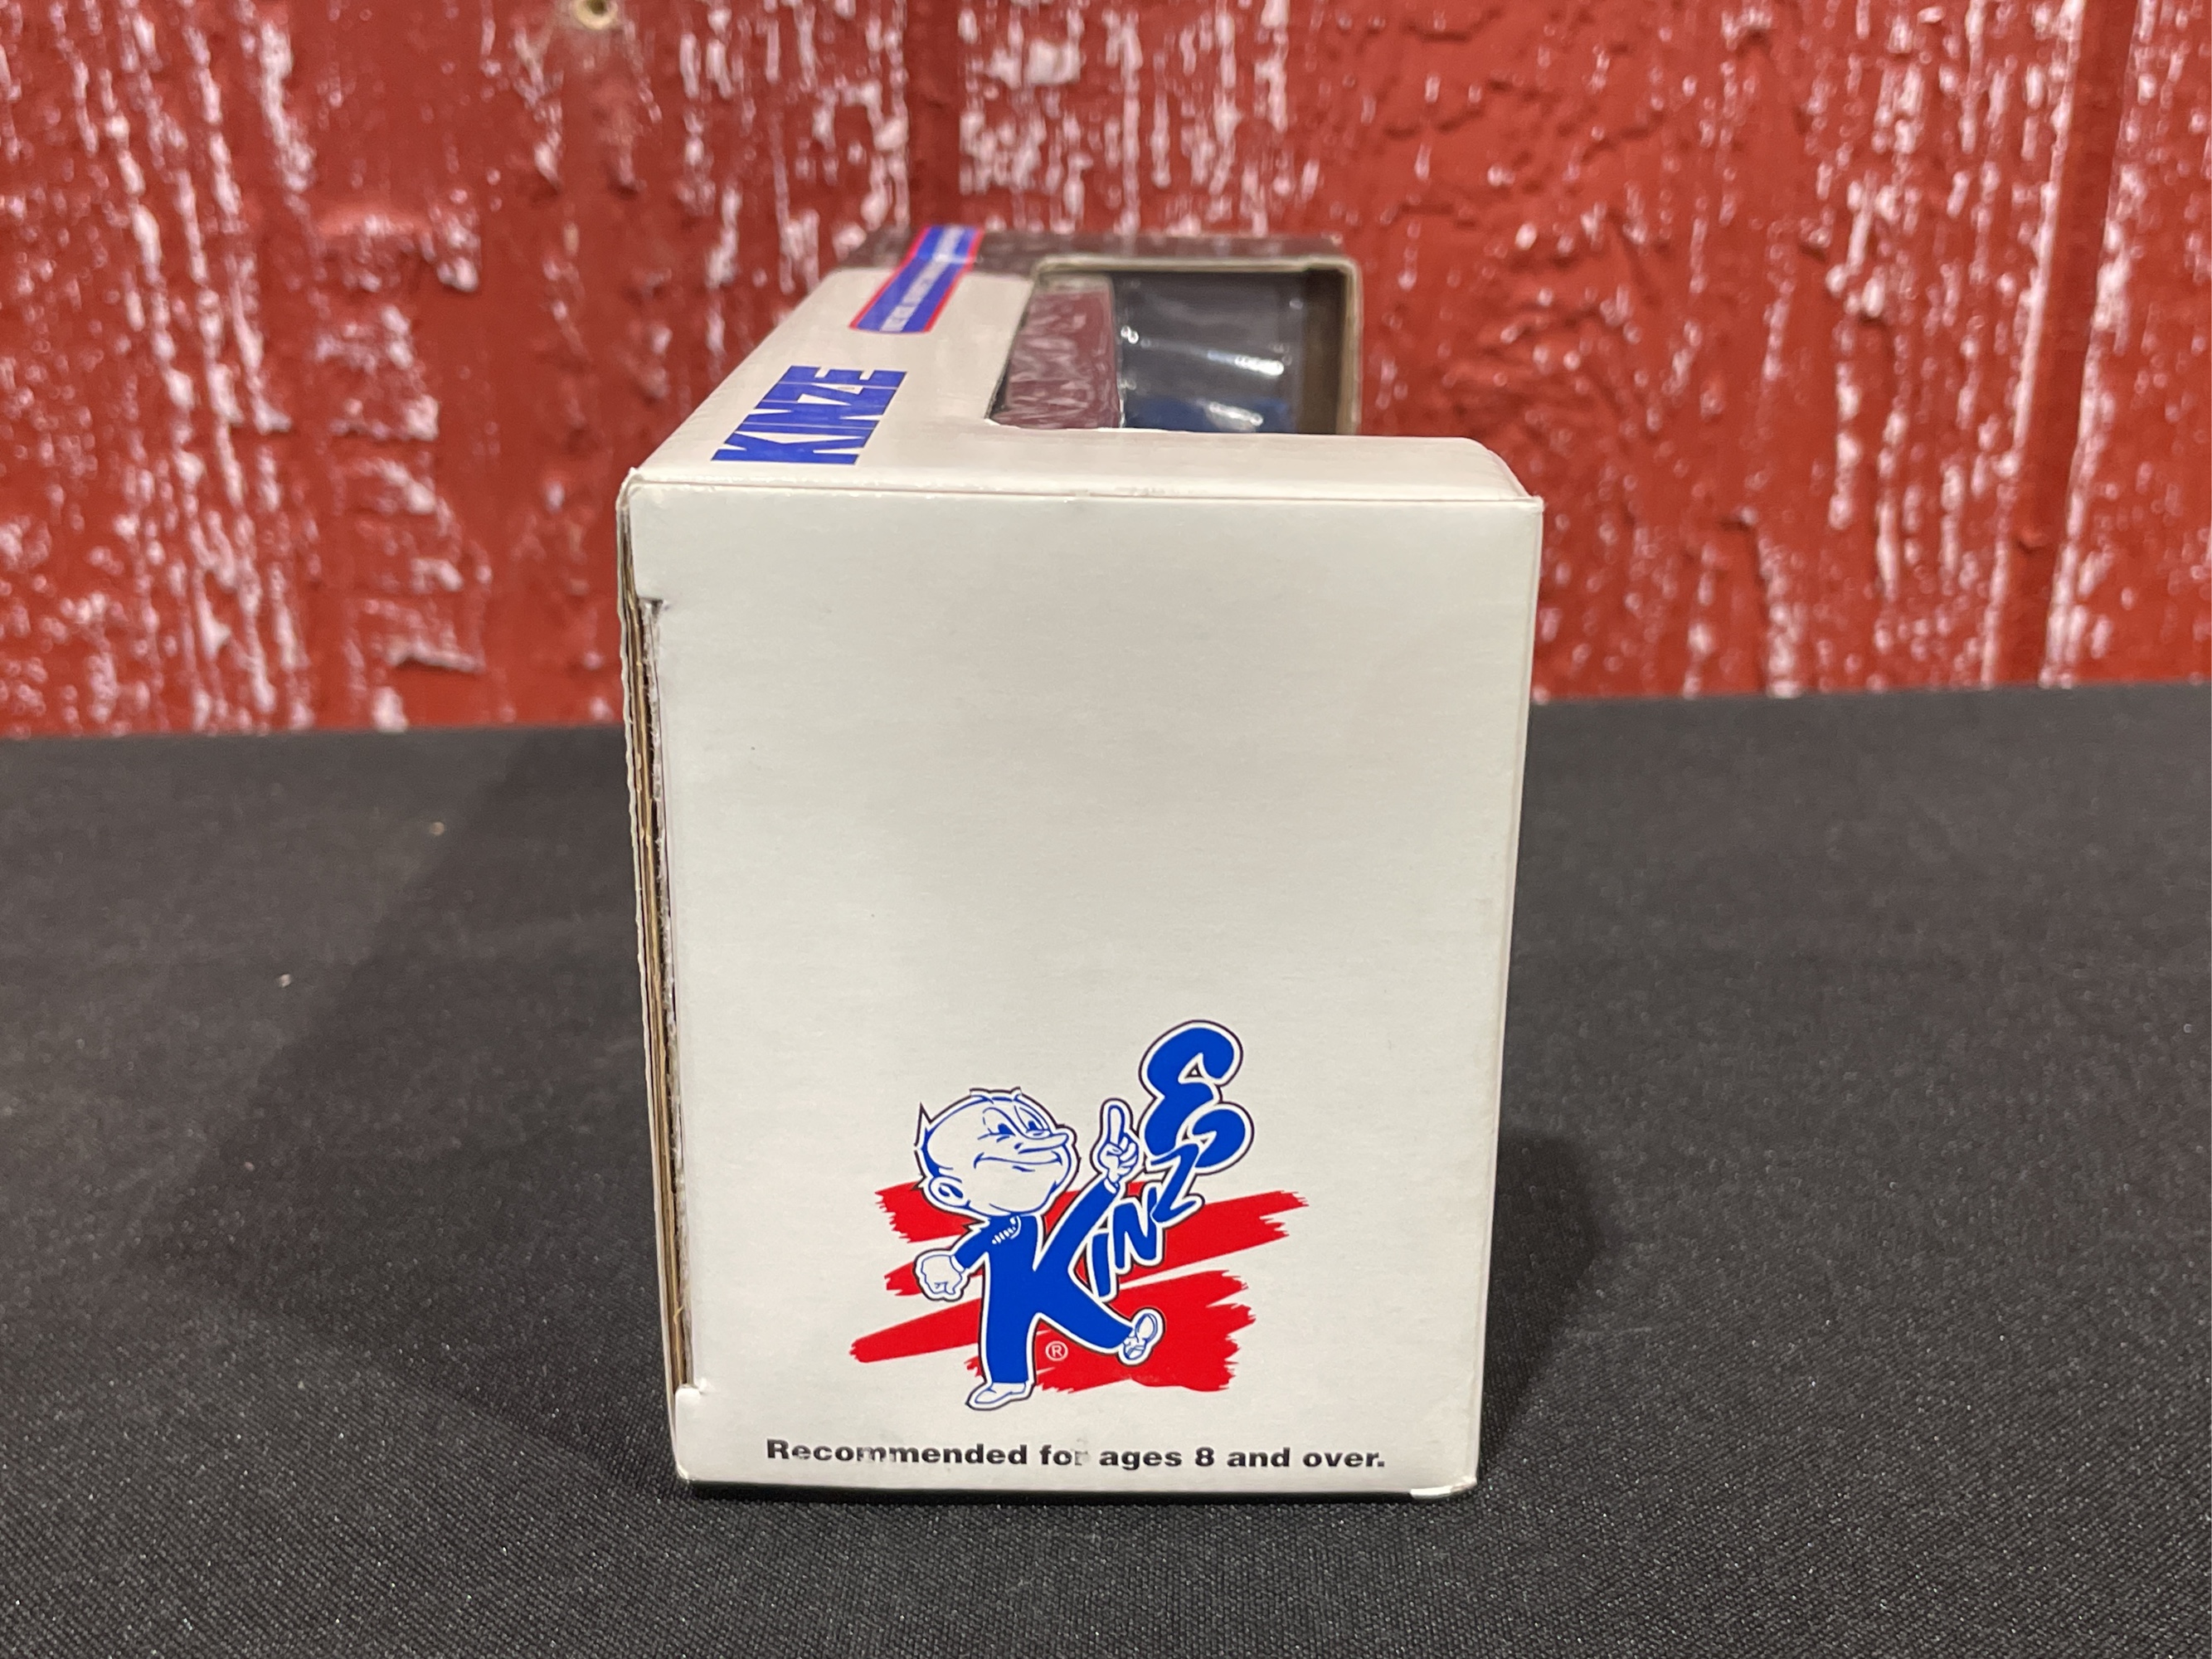 KINZE
KINZE
®
Recommended for ages 8 and over.